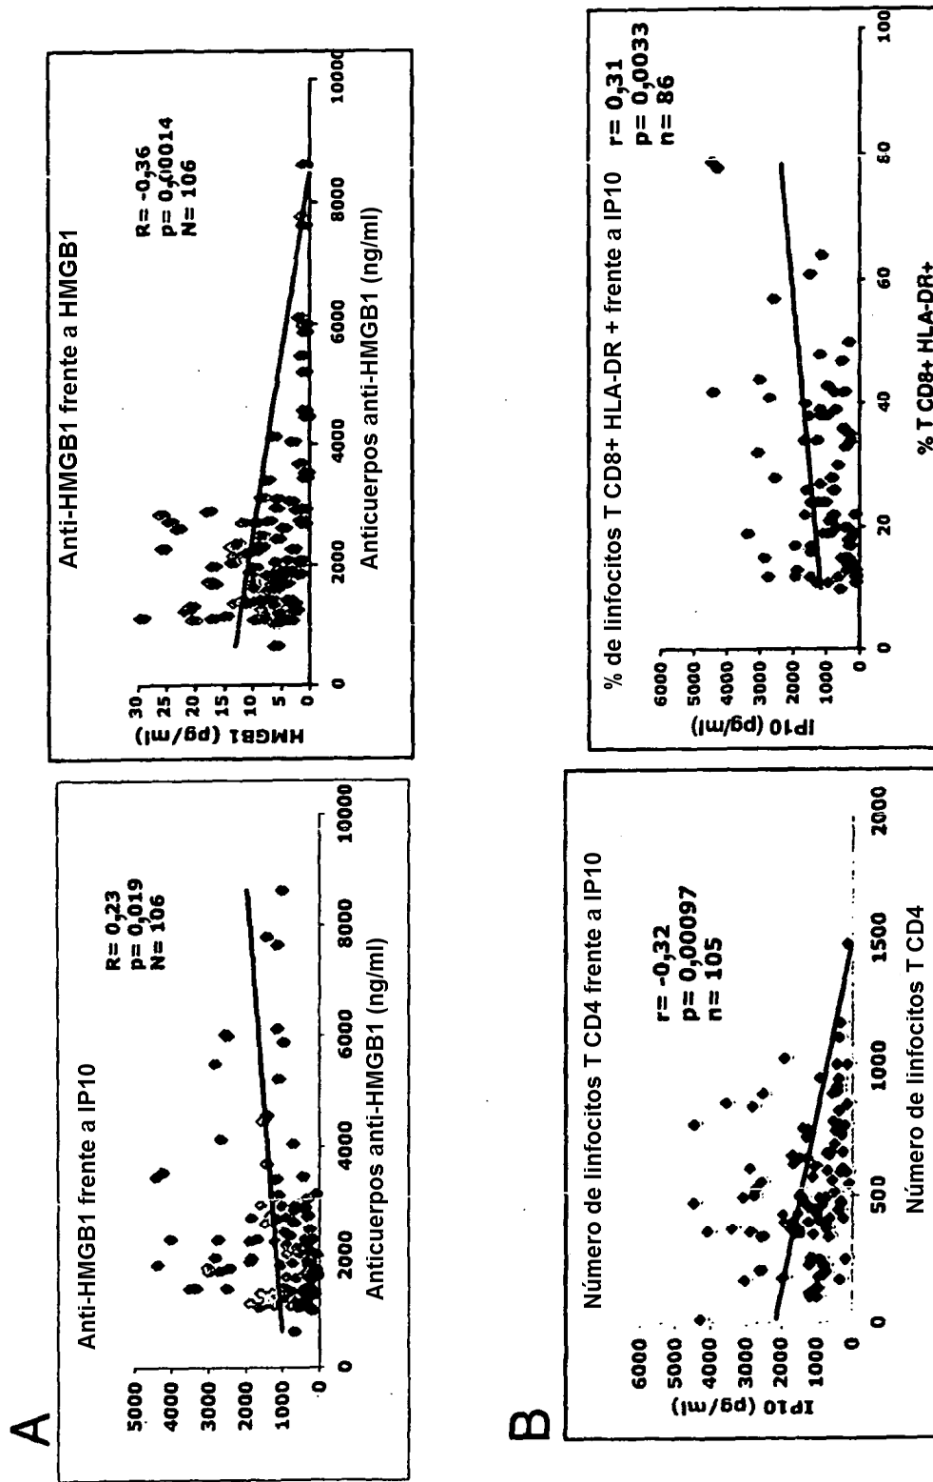 A
Anti-HMGB1 frente a IP10
R= 0,23
p= 0,019
N= 106
5000
4000
3000
2000
1000
0
0
2000
4000
6000
8000
10000
Anticuerpos anti-HMGB1 (ng/ml)
Anti-HMGB1 frente a HMGB1
R= -0,36
p= 0,00014
N= 106
HMGB1 (pg/ml)
30
25
20
15
10
5
0
0
2000
4000
6000
8000
10000
Anticuerpos anti-HMGB1 (ng/ml)
B
Número de linfocitos T CD4 frente a IP10
r= -0,32
p= 0,00097
n= 105
IP10 (pg/ml)
6000
5000
4000
3000
2000
1000
0
0
500
1000
1500
2000
Número de linfocitos T CD4
% de linfocitos T CD8+ HLA-DR + frente a IP10
r= 0,31
p= 0,0033
n= 86
IP10 (pg/ml)
6000
5000
4000
3000
2000
1000
0
0
20
40
60
80
100
% T CD8+ HLA-DR+